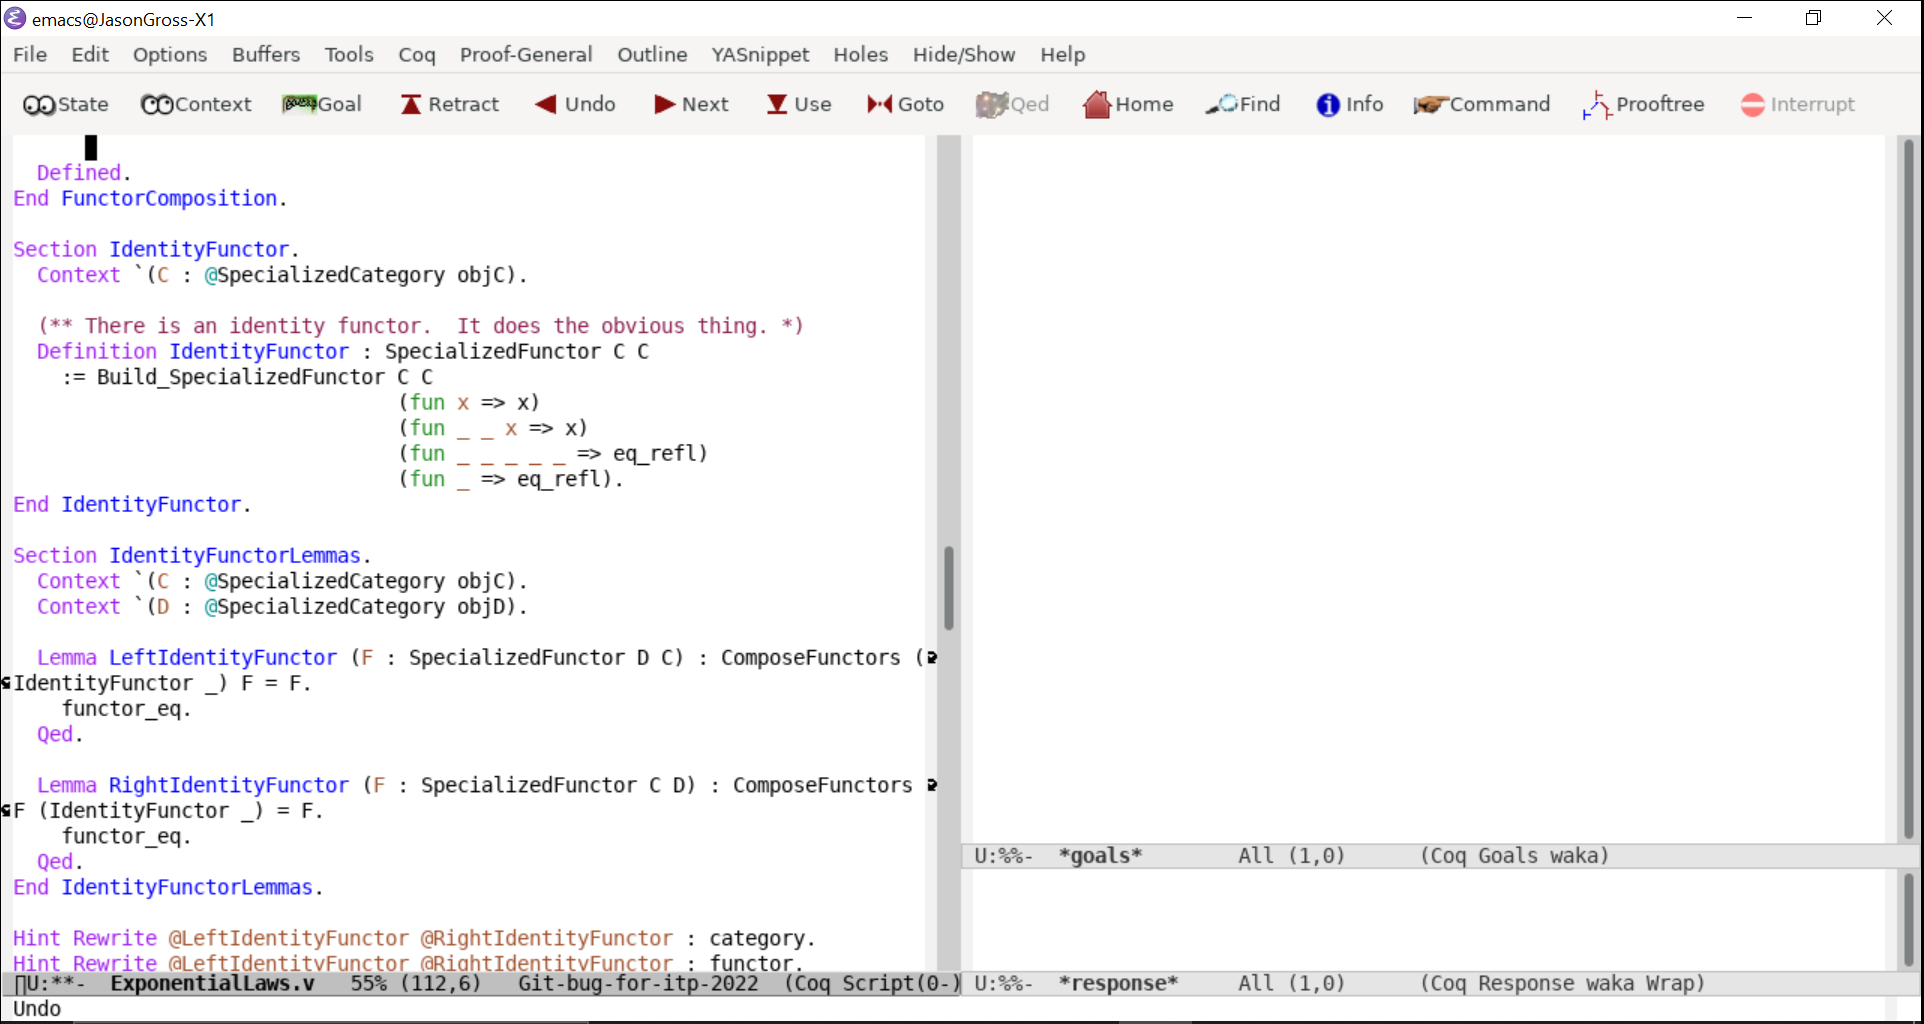 emacs@JasonGross-X1
File Edit Options Buffers Tools Coq Proof-General Outline YASnippet Holes Hide/Show Help
State Context Goal Retract Undo Next Use Goto Qed Home Find Info Command Prooftree Interrupt
Defined.
End FunctorComposition.
Section IdentityFunctor.
Context `(C : @SpecializedCategory objC).
(** There is an identity functor.  It does the obvious thing. *)
Definition IdentityFunctor : SpecializedFunctor C C
:= Build_SpecializedFunctor C C
(fun x => x)
(fun _ _ x => x)
(fun _ _ _ _ _ => eq_refl)
(fun _ => eq_refl).
End IdentityFunctor.
Section IdentityFunctorLemmas.
Context `(C : @SpecializedCategory objC).
Context `(D : @SpecializedCategory objD).
Lemma LeftIdentityFunctor (F : SpecializedFunctor D C) : ComposeFunctors (
IdentityFunctor _) F = F.
functor_eq.
Qed.
Lemma RightIdentityFunctor (F : SpecializedFunctor C D) : ComposeFunctors
F (IdentityFunctor _) = F.
functor_eq.
Qed.
End IdentityFunctorLemmas.
Hint Rewrite @LeftIdentityFunctor @RightIdentityFunctor : category.
Hint Rewrite @LeftIdentityFunctor @RightIdentityFunctor : functor.
U:**-  ExponentialLaws.v   55% (112,6)   Git-bug-for-itp-2022  (Coq Script(0-)
Undo
U:%%-  *goals*        All (1,0)      (Coq Goals waka)
U:%%-  *response*     All (1,0)      (Coq Response waka Wrap)